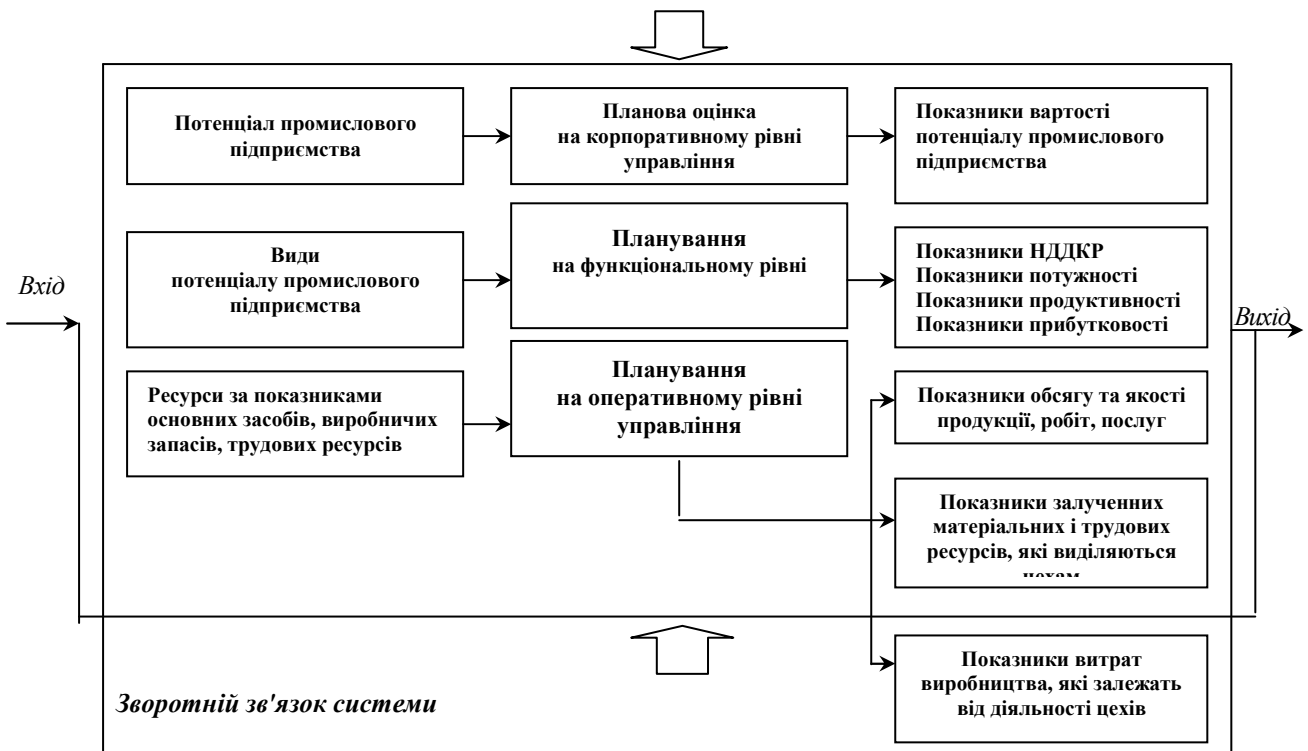 Потенціал промислового
підприємства
Планова оцінка
на корпоративному рівні
управління
Показники вартості
потенціалу промислового
підприємства
Вхід
Види
потенціалу промислового
підприємства
Планування
на функціональному рівні
Показники НДДКР
Показники потужності
Показники продуктивності
Показники прибутковості
Вихід
Ресурси за показниками
основних засобів, виробничих
запасів, трудових ресурсів
Планування
на оперативному рівні
управління
Показники обсягу та якості
продукції, робіт, послуг
Показники залученних
матеріальних і трудових
ресурсів, які виділяються
цехам
Показники витрат
виробництва, які залежать
від діяльності цехів
Зворотній зв'язок системи